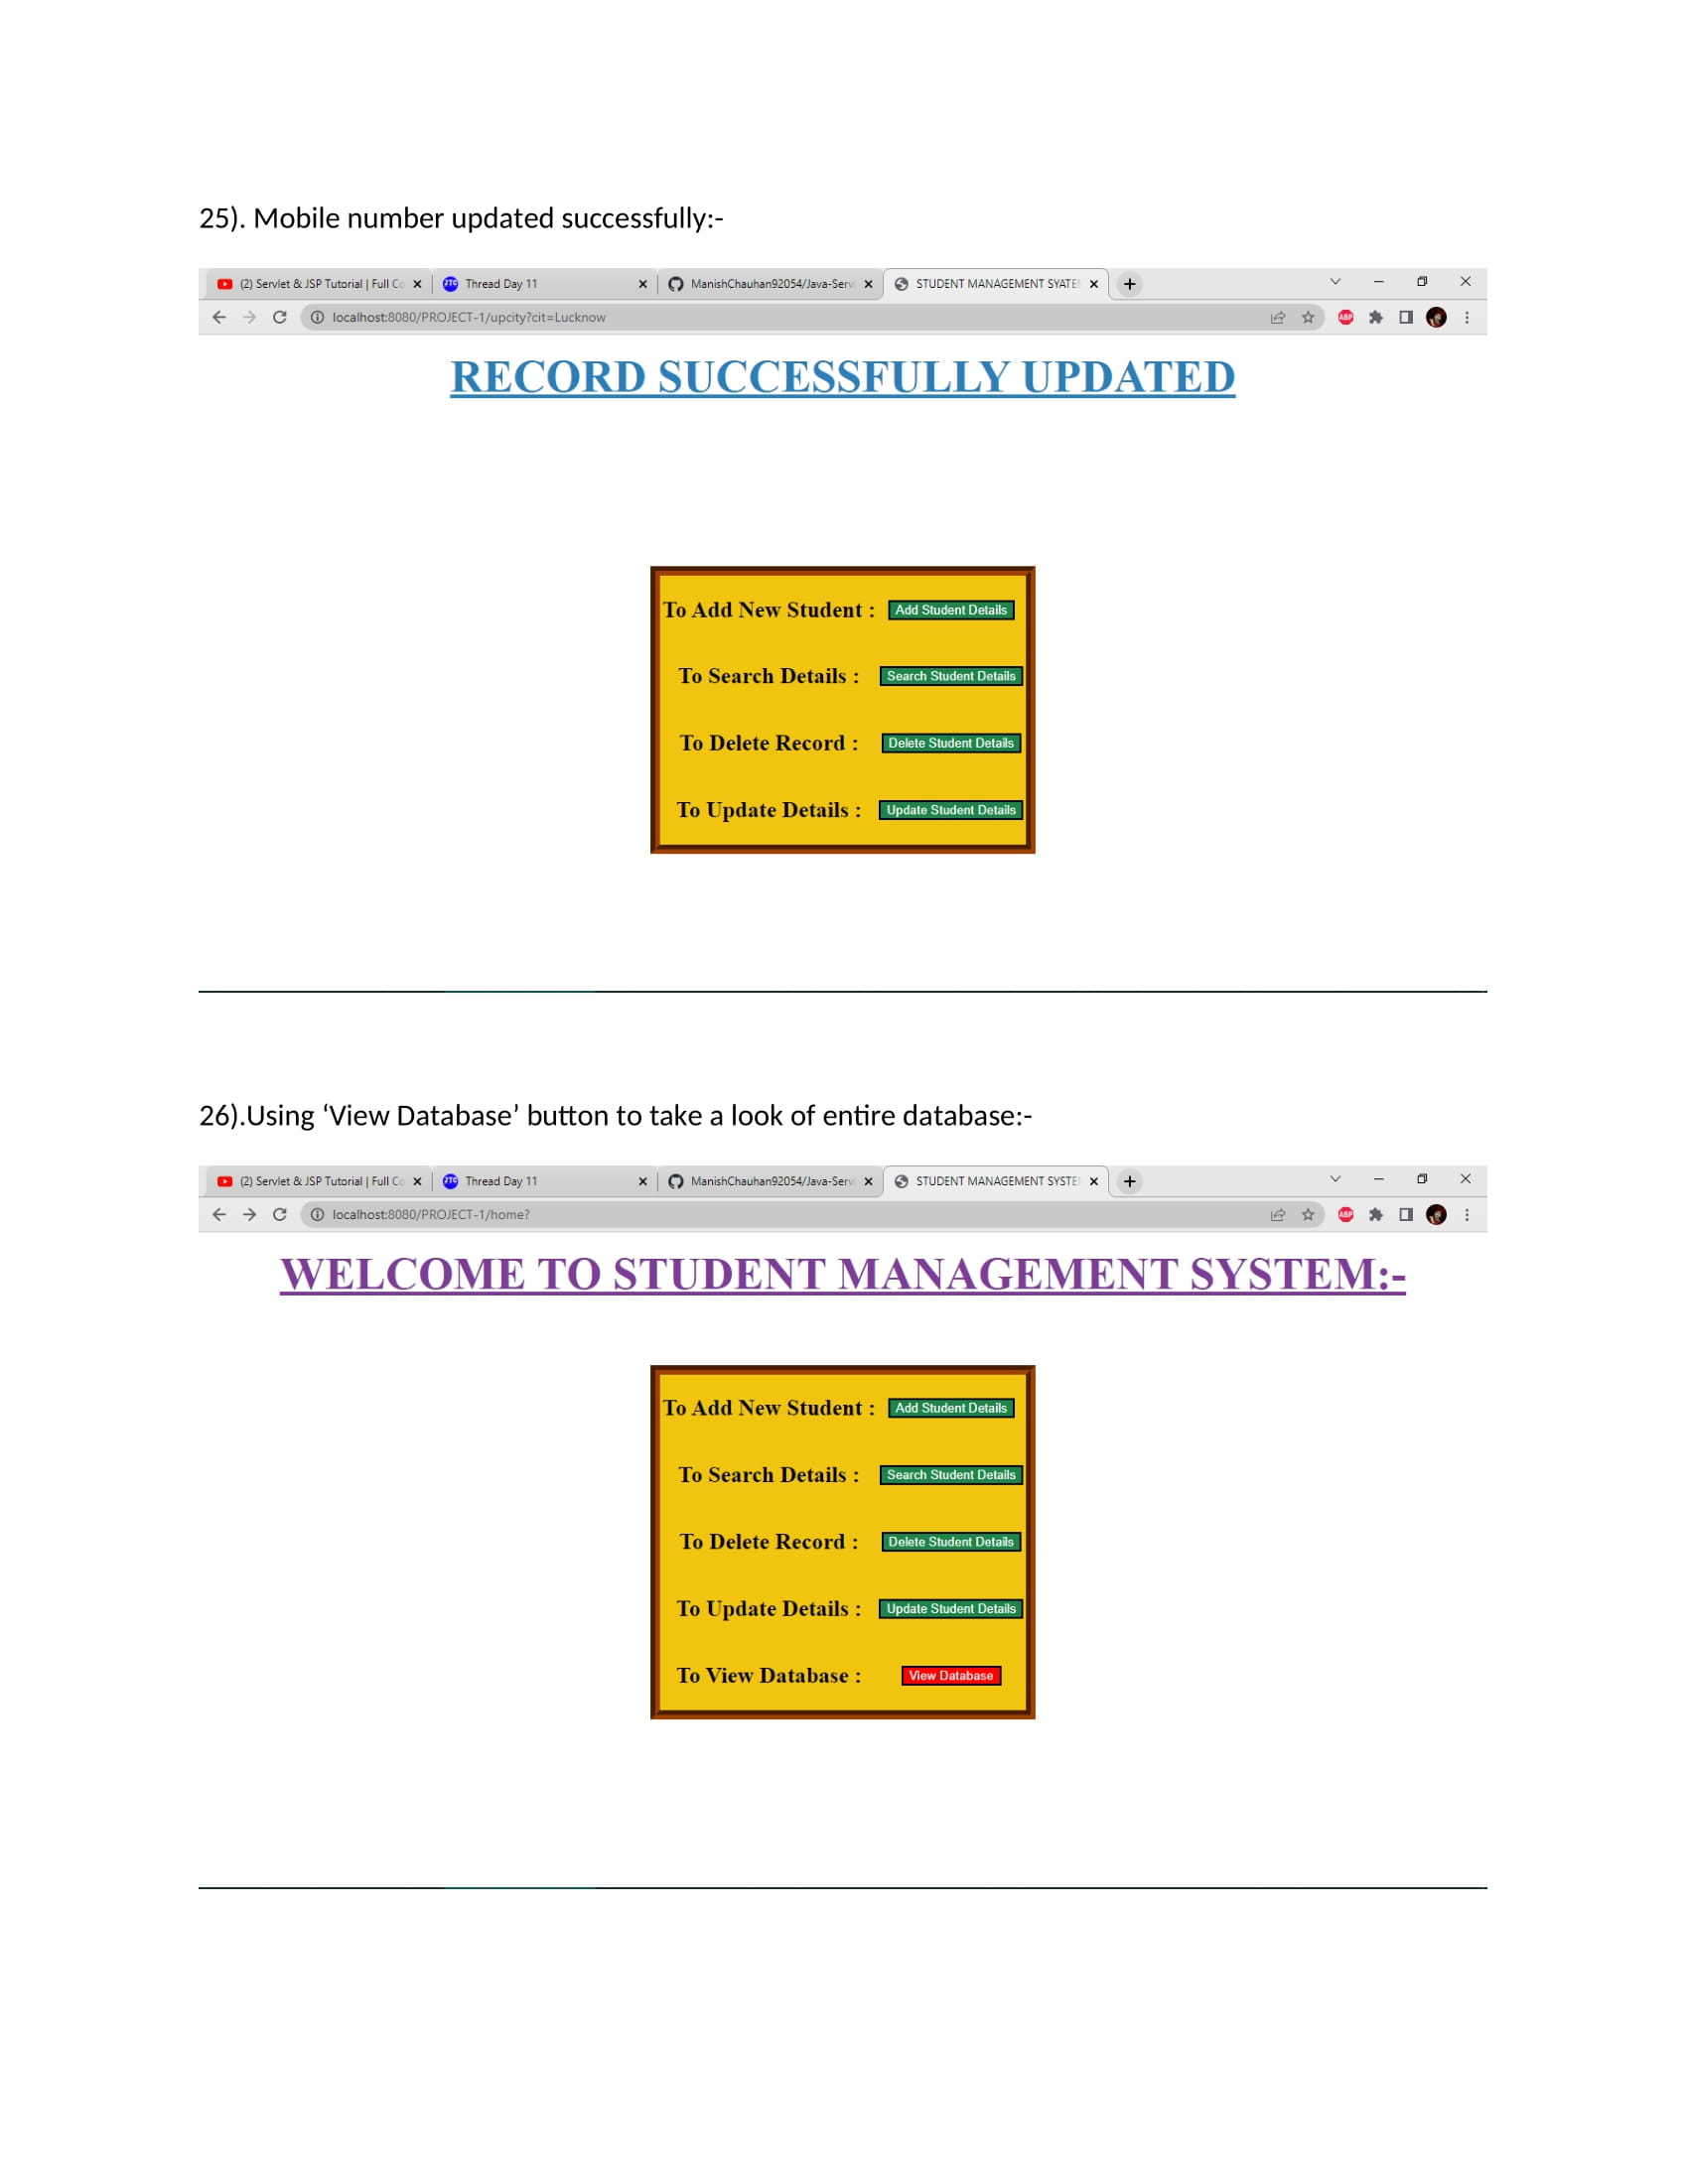 25). Mobile number updated successfully:-
(2) Servlet & JSP Tutorial | Full Co
Thread Day 11
ManishChauhan92054/Java-Serv
STUDENT MANAGEMENT SYATE
localhost:8080/PROJECT-1/upcity?cit=Lucknow
ABP
RECORD SUCCESSFULLY UPDATED
To Add New Student : Add Student Details
To Search Details : Search Student Details
To Delete Record : Delete Student Details
To Update Details : Update Student Details
26).Using ‘View Database’ button to take a look of entire database:-
(2) Servlet & JSP Tutorial | Full Co
Thread Day 11
ManishChauhan92054/Java-Serv
STUDENT MANAGEMENT SYSTE
localhost:8080/PROJECT-1/home?
ABP
WELCOME TO STUDENT MANAGEMENT SYSTEM:-
To Add New Student : Add Student Details
To Search Details : Search Student Details
To Delete Record : Delete Student Details
To Update Details : Update Student Details
To View Database : View Database